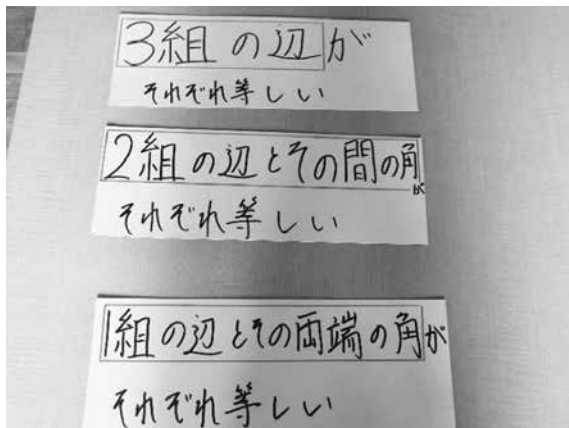 3組の辺が
それぞれ等しい
2組の辺とその間の角が
それぞれ等しい
1組の辺とその両端の角が
それぞれ等しい